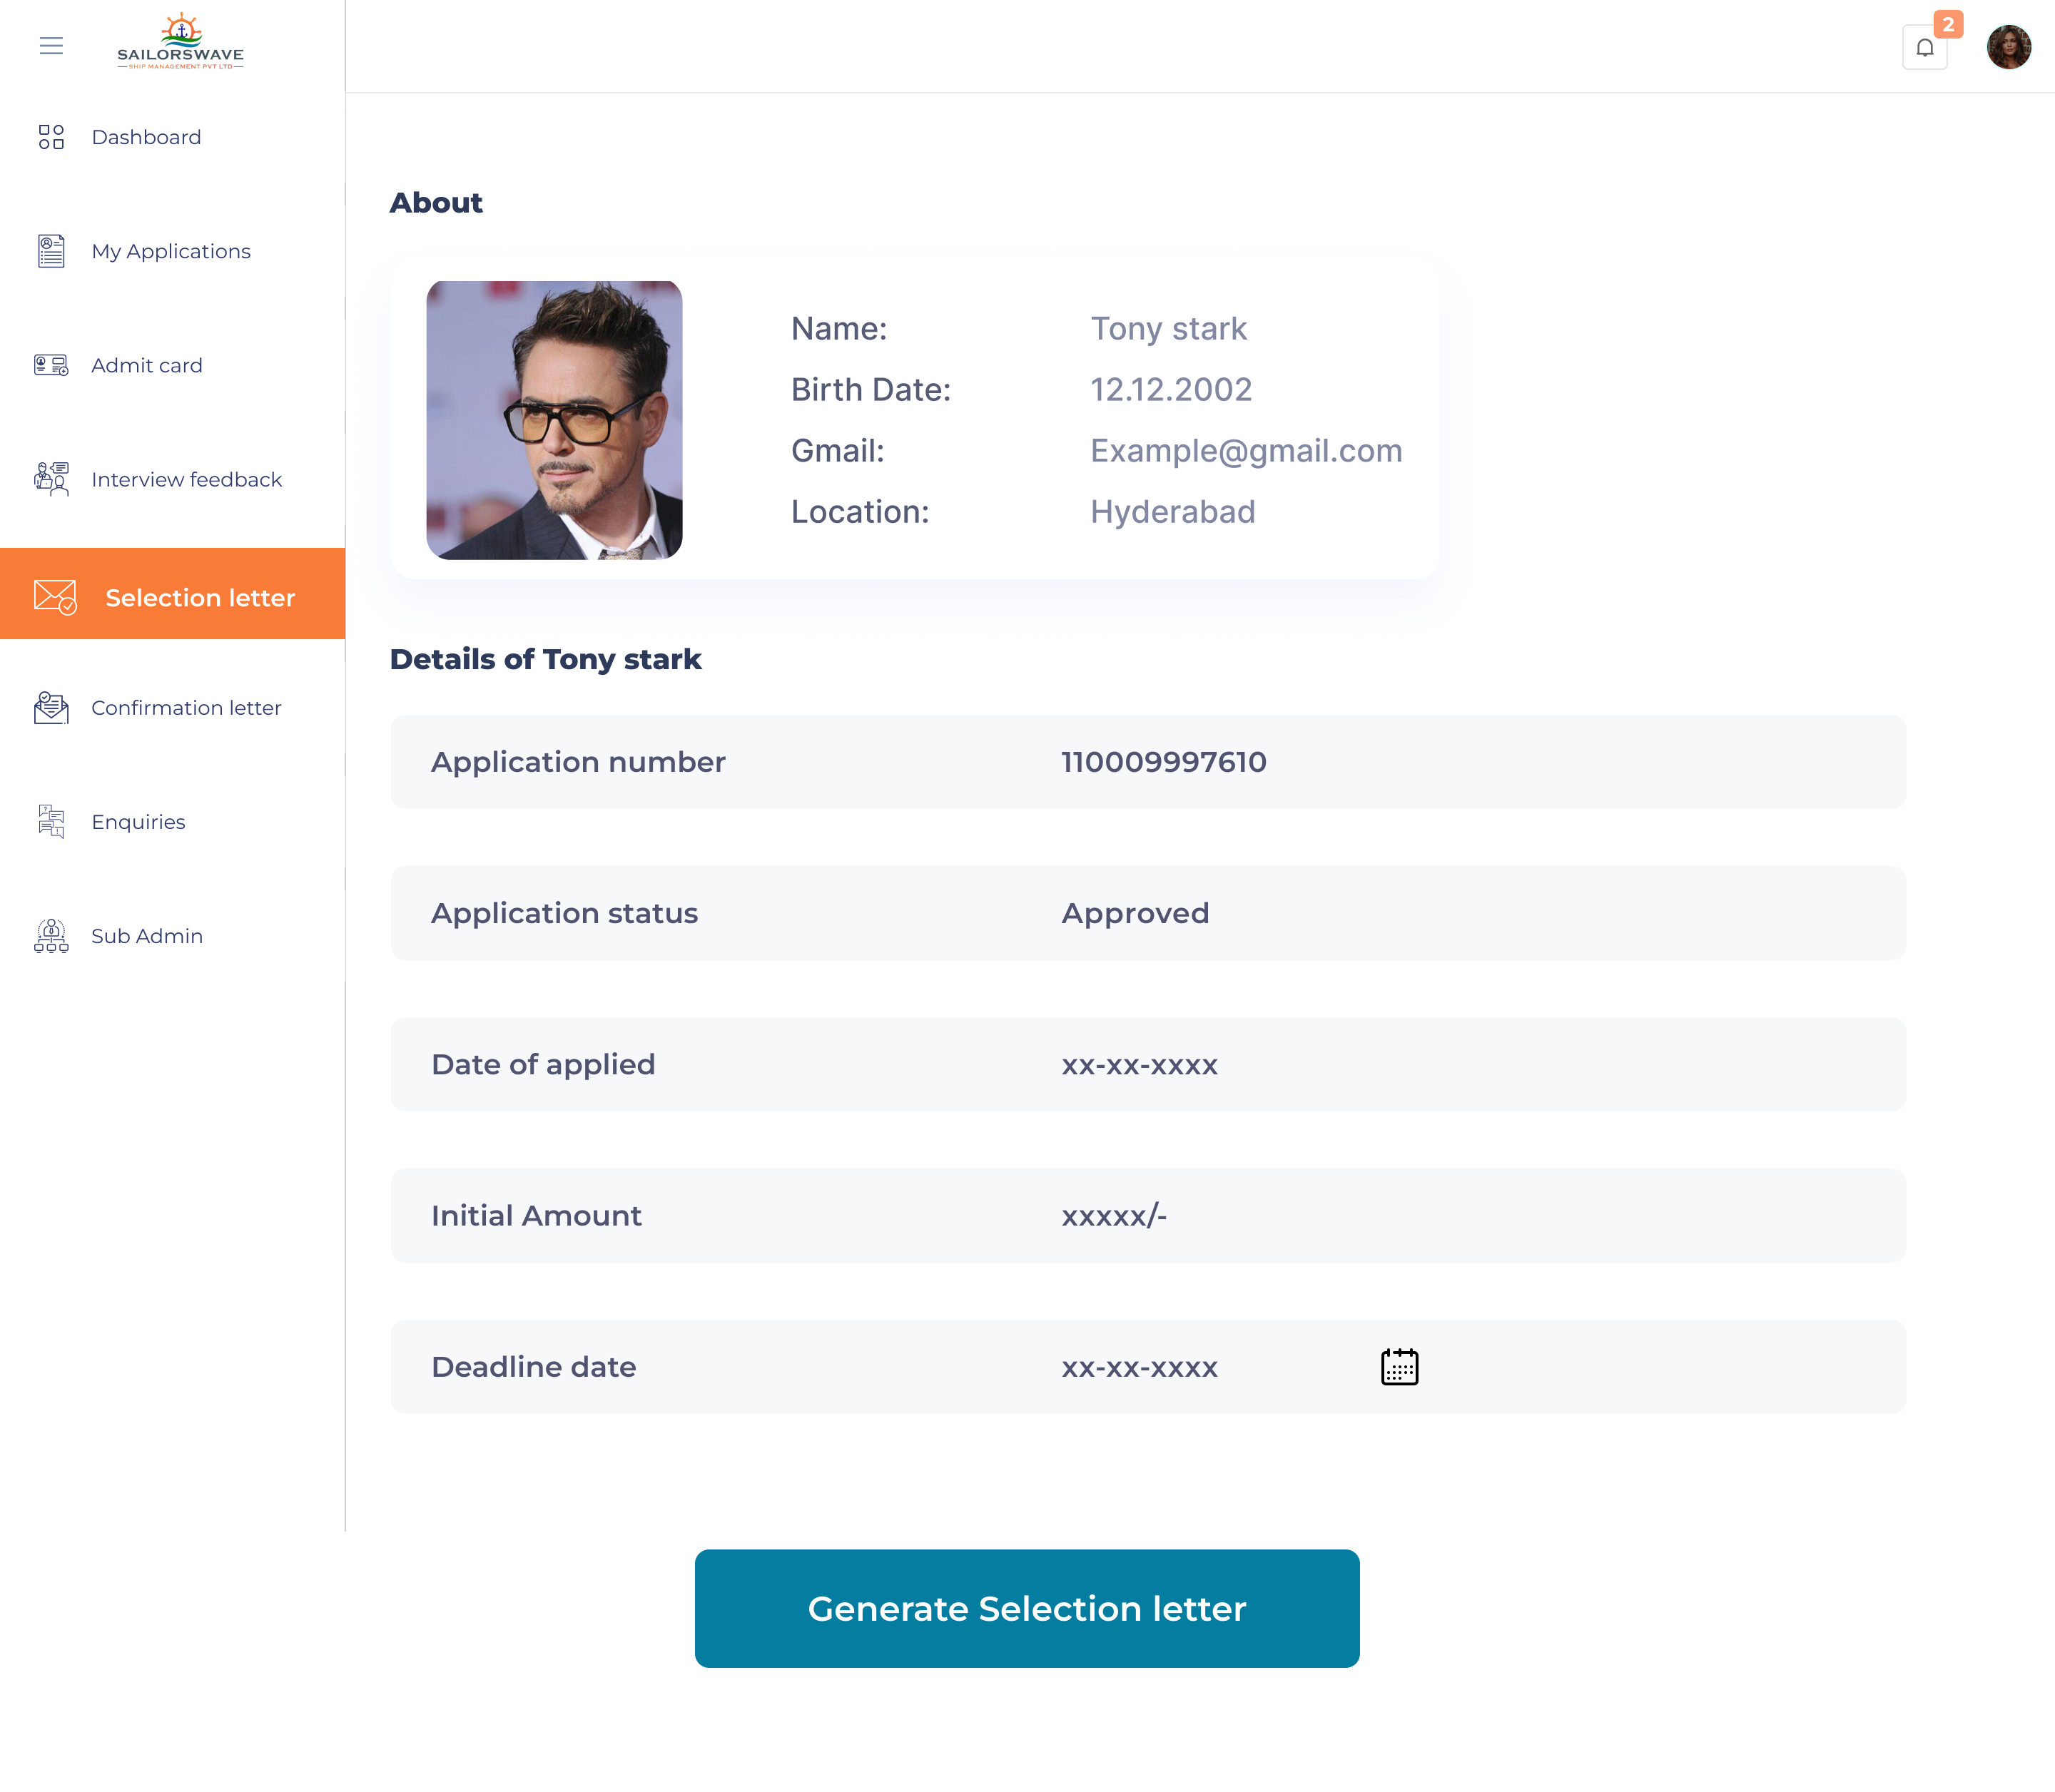 SAILORSWAVE
SHIP MANAGEMENT PVT LTD
2
Dashboard
My Applications
Admit card
Interview feedback
Selection letter
Confirmation letter
Enquiries
Sub Admin
About
Name: Tony stark
Birth Date: 12.12.2002
Gmail: Example@gmail.com
Location: Hyderabad
Details of Tony stark
Application number 110009997610
Application status Approved
Date of applied xx-xx-xxxx
Initial Amount xxxxx/-
Deadline date xx-xx-xxxx
Generate Selection letter